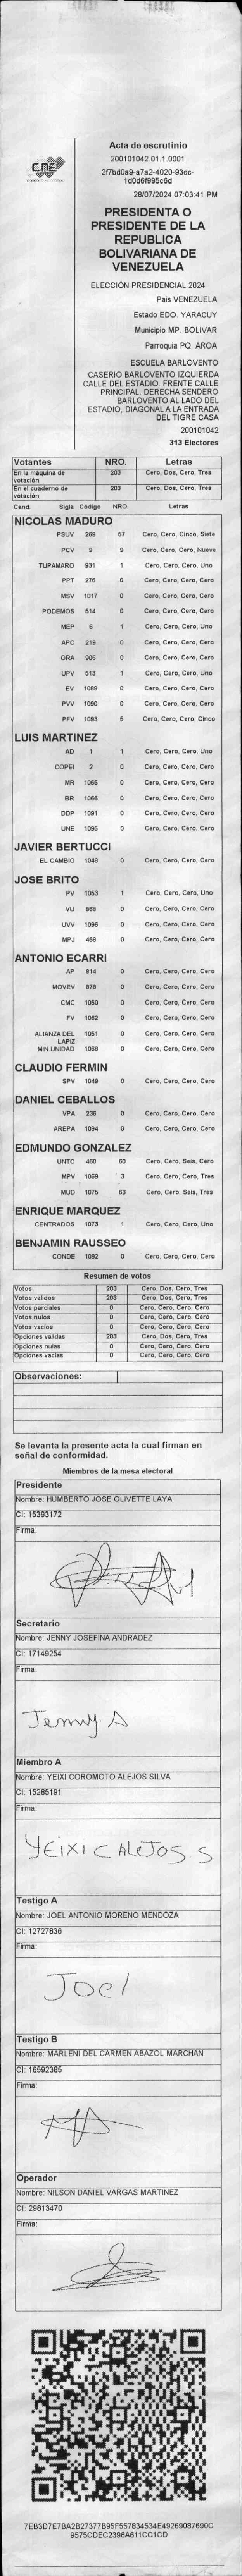 CNE
Acta de escrutinio
200101042.01.1.0001
2f7bd0a9-a7a2-4020-93dc-
1d0d6f995c6d
28/07/2024 07:03:41 PM
PRESIDENTA O
PRESIDENTE DE LA
REPUBLICA
BOLIVARIANA DE
VENEZUELA
ELECCIÓN PRESIDENCIAL 2024
Pais VENEZUELA
Estado EDO. YARACUY
Municipio MP. BOLIVAR
Parroquia PQ. AROA
ESCUELA BARLOVENTO
CASERIO BARLOVENTO IZQUIERDA
CALLE DEL ESTADIO. FRENTE CALLE
PRINCIPAL. DERECHA SENDERO
BARLOVENTO AL LADO DEL
ESTADIO, DIAGONAL A LA ENTRADA
DEL TIGRE CASA
200101042
313 Electores
Votantes NRO. Letras
En la máquina de votación 203 Cero, Dos, Cero, Tres
En el cuaderno de votación 203 Cero, Dos, Cero, Tres
Cand. Sigla Código NRO. Letras
NICOLAS MADURO
PSUV 269 57 Cero, Cero, Cinco, Siete
PCV 9 9 Cero, Cero, Cero, Nueve
TUPAMARO 931 1 Cero, Cero, Cero, Uno
PPT 276 0 Cero, Cero, Cero, Cero
MSV 1017 0 Cero, Cero, Cero, Cero
PODEMOS 514 0 Cero, Cero, Cero, Cero
MEP 6 1 Cero, Cero, Cero, Uno
APC 219 0 Cero, Cero, Cero, Cero
ORA 906 0 Cero, Cero, Cero, Cero
UPV 513 1 Cero, Cero, Cero, Uno
EV 1089 0 Cero, Cero, Cero, Cero
PVV 1090 0 Cero, Cero, Cero, Cero
PFV 1093 5 Cero, Cero, Cero, Cinco
LUIS MARTINEZ
AD 1 1 Cero, Cero, Cero, Uno
COPEI 2 0 Cero, Cero, Cero, Cero
MR 1065 0 Cero, Cero, Cero, Cero
BR 1066 0 Cero, Cero, Cero, Cero
DDP 1091 0 Cero, Cero, Cero, Cero
UNE 1095 0 Cero, Cero, Cero, Cero
JAVIER BERTUCCI
EL CAMBIO 1048 0 Cero, Cero, Cero, Cero
JOSE BRITO
PV 1053 1 Cero, Cero, Cero, Uno
VU 868 0 Cero, Cero, Cero, Cero
UVV 1096 0 Cero, Cero, Cero, Cero
MPJ 459 0 Cero, Cero, Cero, Cero
ANTONIO ECARRI
AP 914 0 Cero, Cero, Cero, Cero
MOVEV 978 0 Cero, Cero, Cero, Cero
CMC 1050 0 Cero, Cero, Cero, Cero
FV 1062 0 Cero, Cero, Cero, Cero
ALIANZA DEL LAPIZ 1051 0 Cero, Cero, Cero, Cero
MIN UNIDAD 1069 0 Cero, Cero, Cero, Cero
CLAUDIO FERMIN
SPV 1049 0 Cero, Cero, Cero, Cero
DANIEL CEBALLOS
VPA 236 0 Cero, Cero, Cero, Cero
AREPA 1094 0 Cero, Cero, Cero, Cero
EDMUNDO GONZALEZ
UNTC 460 60 Cero, Cero, Seis, Cero
MPV 1069 3 Cero, Cero, Cero, Tres
MUD 1075 63 Cero, Cero, Seis, Tres
ENRIQUE MARQUEZ
CENTRADOS 1073 1 Cero, Cero, Cero, Uno
BENJAMIN RAUSSEO
CONDE 1092 0 Cero, Cero, Cero, Cero
Resumen de votos
Votos 203 Cero, Dos, Cero, Tres
Votos validos 203 Cero, Dos, Cero, Tres
Votos parciales 0 Cero, Cero, Cero, Cero
Votos nulos 0 Cero, Cero, Cero, Cero
Votos vacios 0 Cero, Cero, Cero, Cero
Opciones validas 203 Cero, Dos, Cero, Tres
Opciones nulas 0 Cero, Cero, Cero, Cero
Opciones vacias 0 Cero, Cero, Cero, Cero
Observaciones:
Se levanta la presente acta la cual firman en
señal de conformidad.
Miembros de la mesa electoral
Presidente
Nombre: HUMBERTO JOSE OLIVETTE LAYA
CI: 15393172
Firma:
Secretario
Nombre: JENNY JOSEFINA ANDRADEZ
CI: 17149254
Firma:
Jenny A
Miembro A
Nombre: YEIXI COROMOTO ALEJOS SILVA
CI: 15285191
Firma:
YEIXI C ALEJOS S
Testigo A
Nombre: JOEL ANTONIO MORENO MENDOZA
CI: 12727836
Firma:
Joel
Testigo B
Nombre: MARLENI DEL CARMEN ABAZOL MARCHAN
CI: 16592385
Firma:
Operador
Nombre: NILSON DANIEL VARGAS MARTINEZ
CI: 29813470
Firma:
7EB3D7E7BA2B27377B95F557834534E49269087690C
9575CDEC2396A611CC1CD